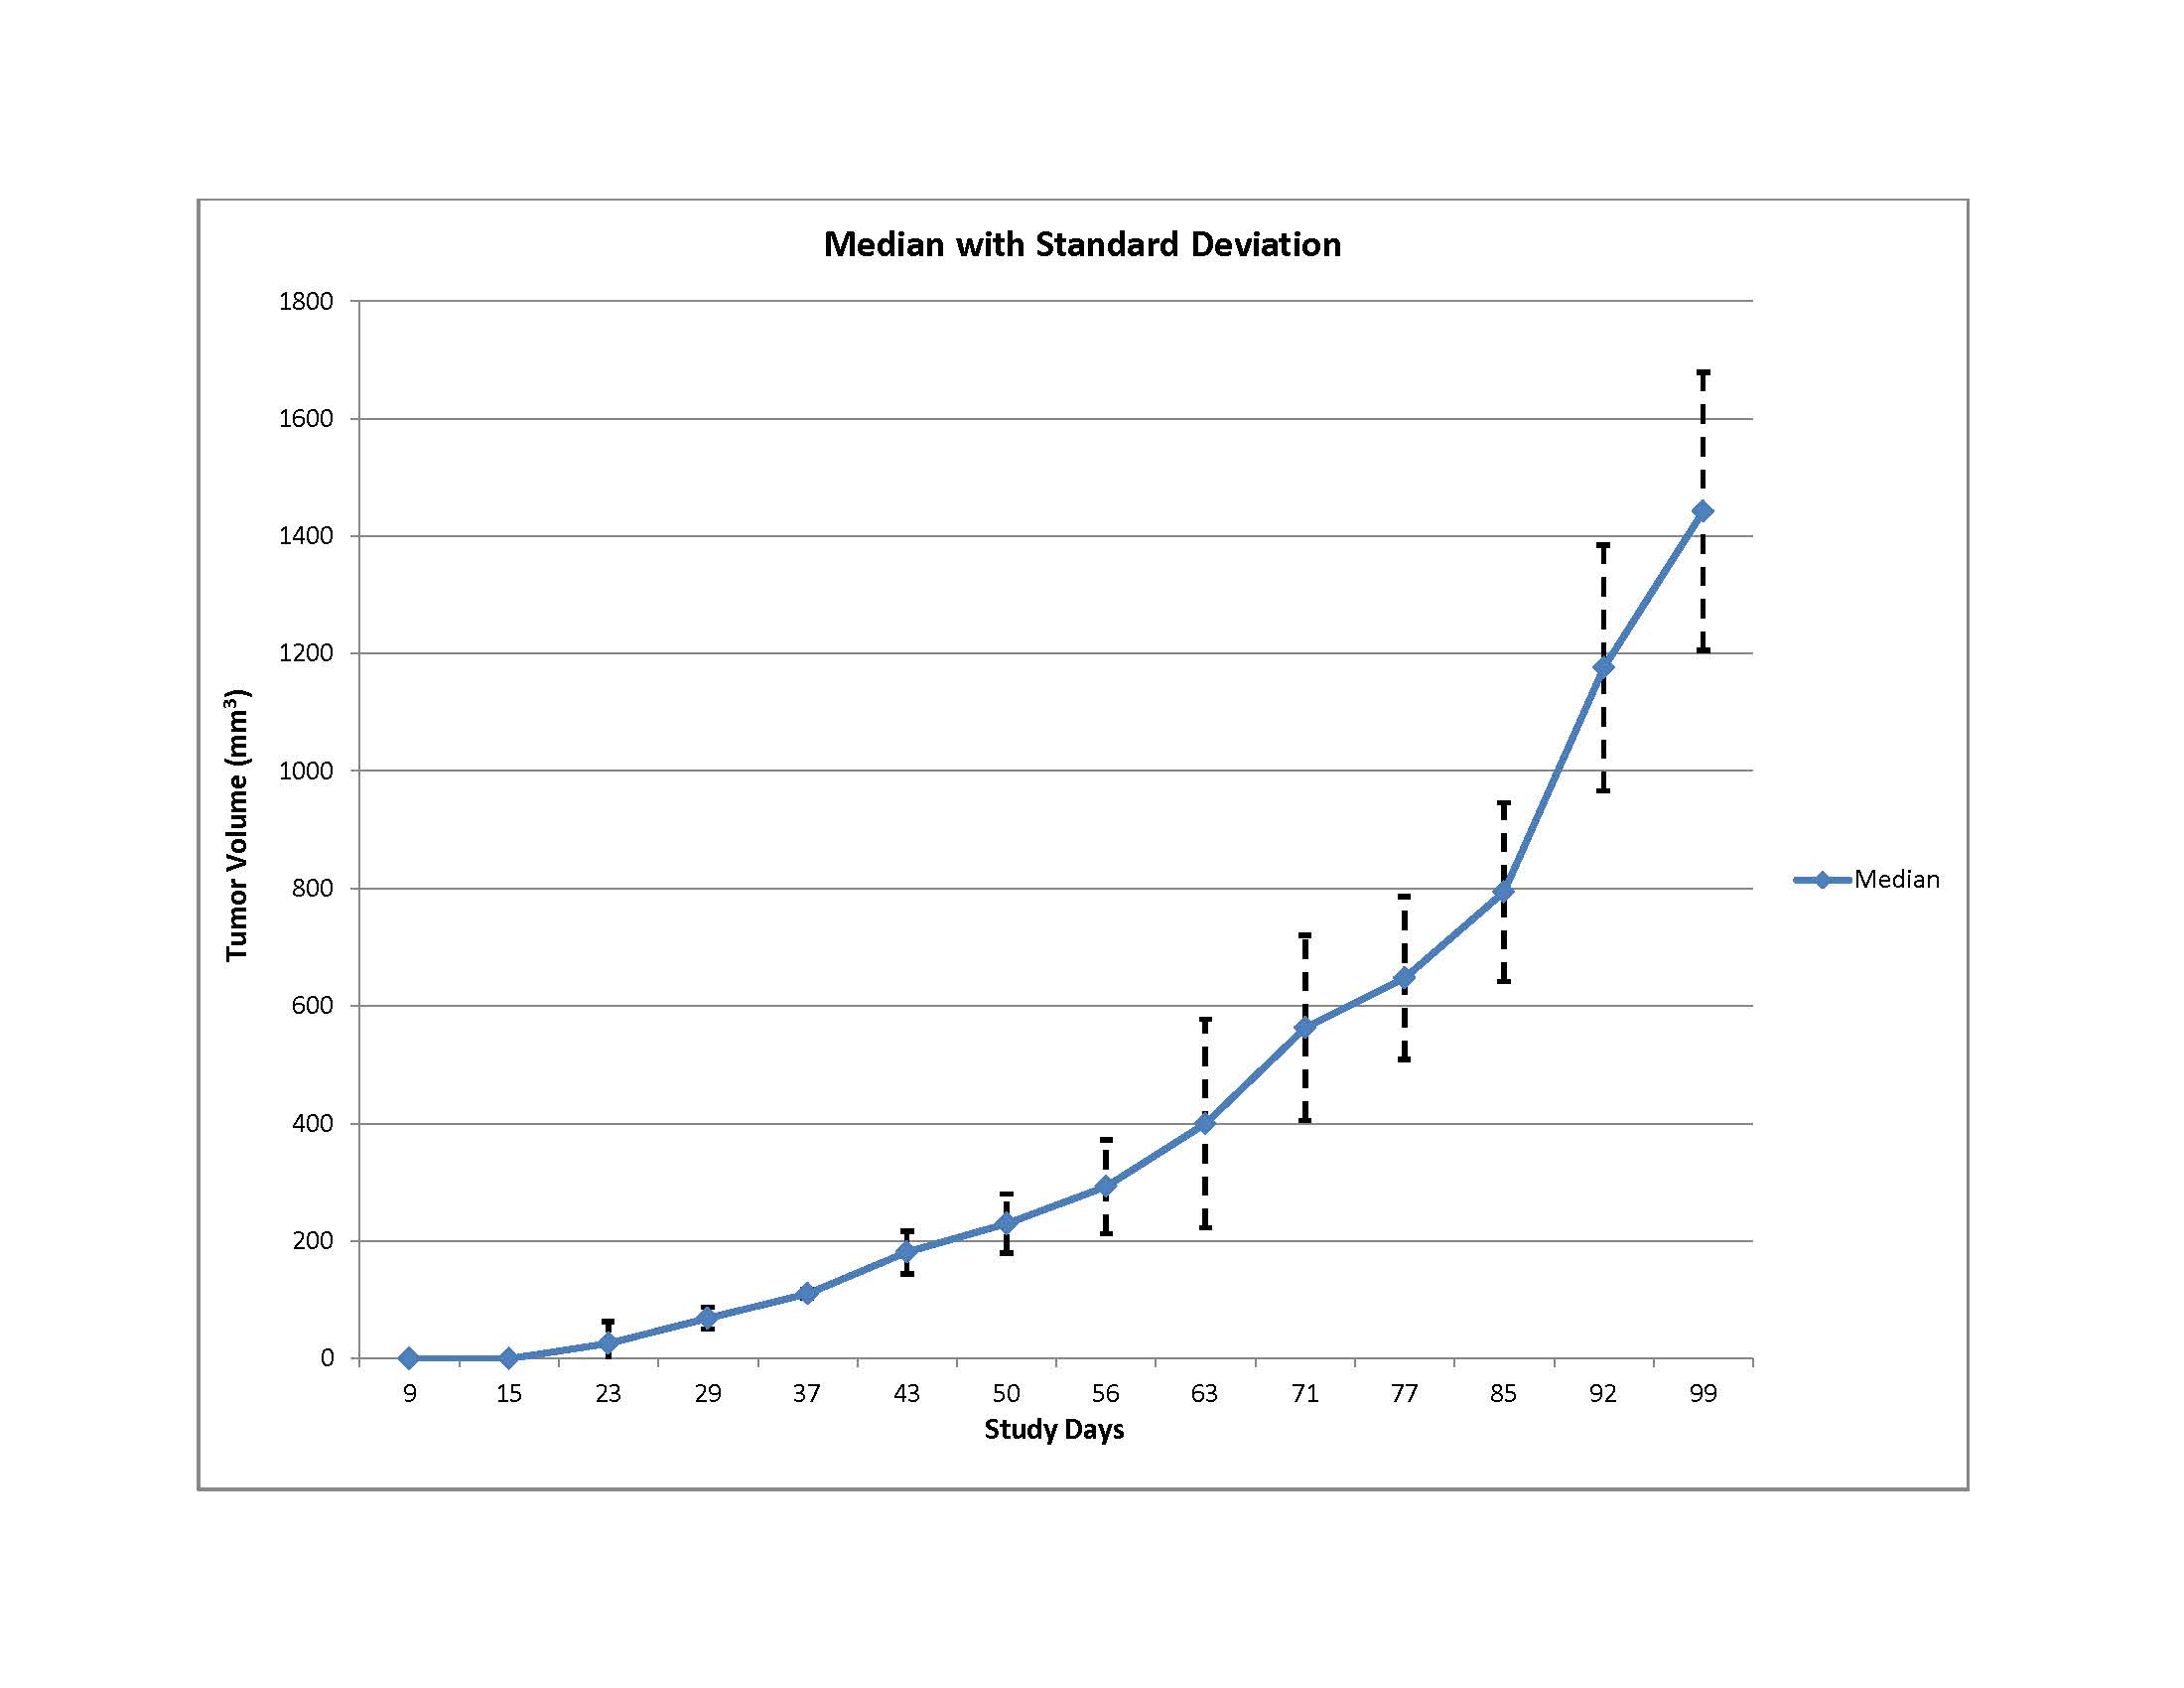 Median with Standard Deviation
1800
1600
1400
1200
1000
800
600
400
200
0
Tumor Volume (mm³)
9 15 23 29 37 43 50 56 63 71 77 85 92 99
Study Days
Median